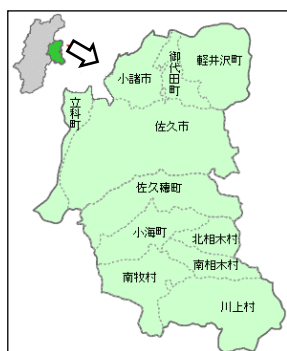 軽井沢町
御代田町
小諸市
立科町
佐久市
佐久穂町
小海町
北相木村
南相木村
南牧村
川上村